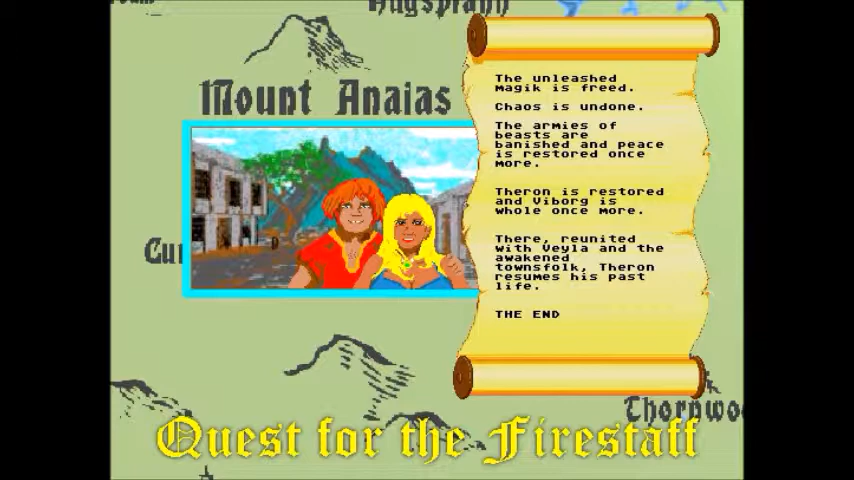 Mount Anaias
The unleashed
Magik is freed.
Chaos is undone.
The armies of
beasts are
banished and peace
is restored once
more.
Theron is restored
and Viborg is
whole once more.
There, reunited
with Veyla and the
awakened
townsfolk, Theron
resumes his past
life.
THE END
Quest for the Firestaff